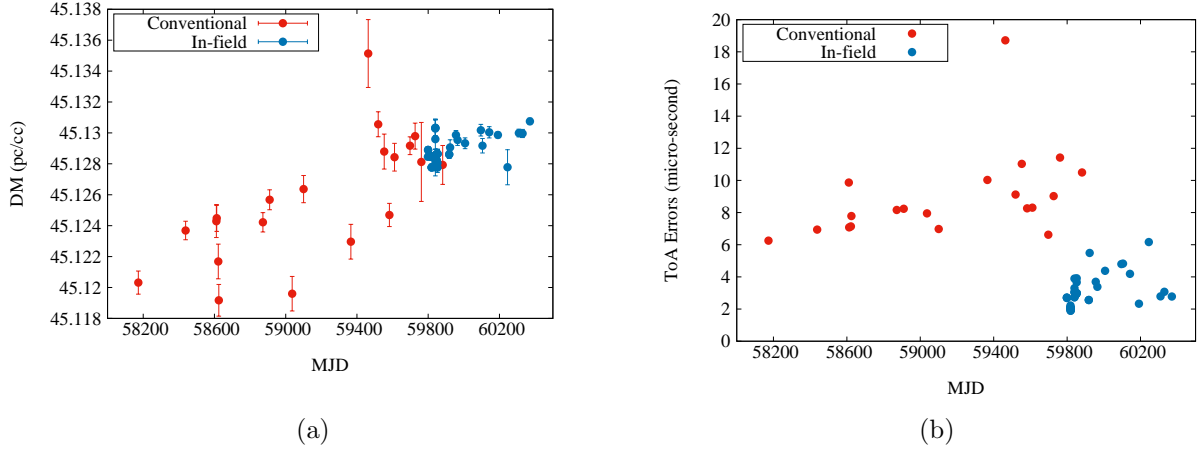 45.138
45.136
45.134
45.132
45.13
45.128
45.126
45.124
45.122
45.12
45.118
DM (pc/cc)
Conventional
In-field
58200 58600 59000 59400 59800 60200
MJD
(a)
20
18
16
14
12
10
8
6
4
2
0
ToA Errors (micro-second)
Conventional
In-field
58200 58600 59000 59400 59800 60200
MJD
(b)